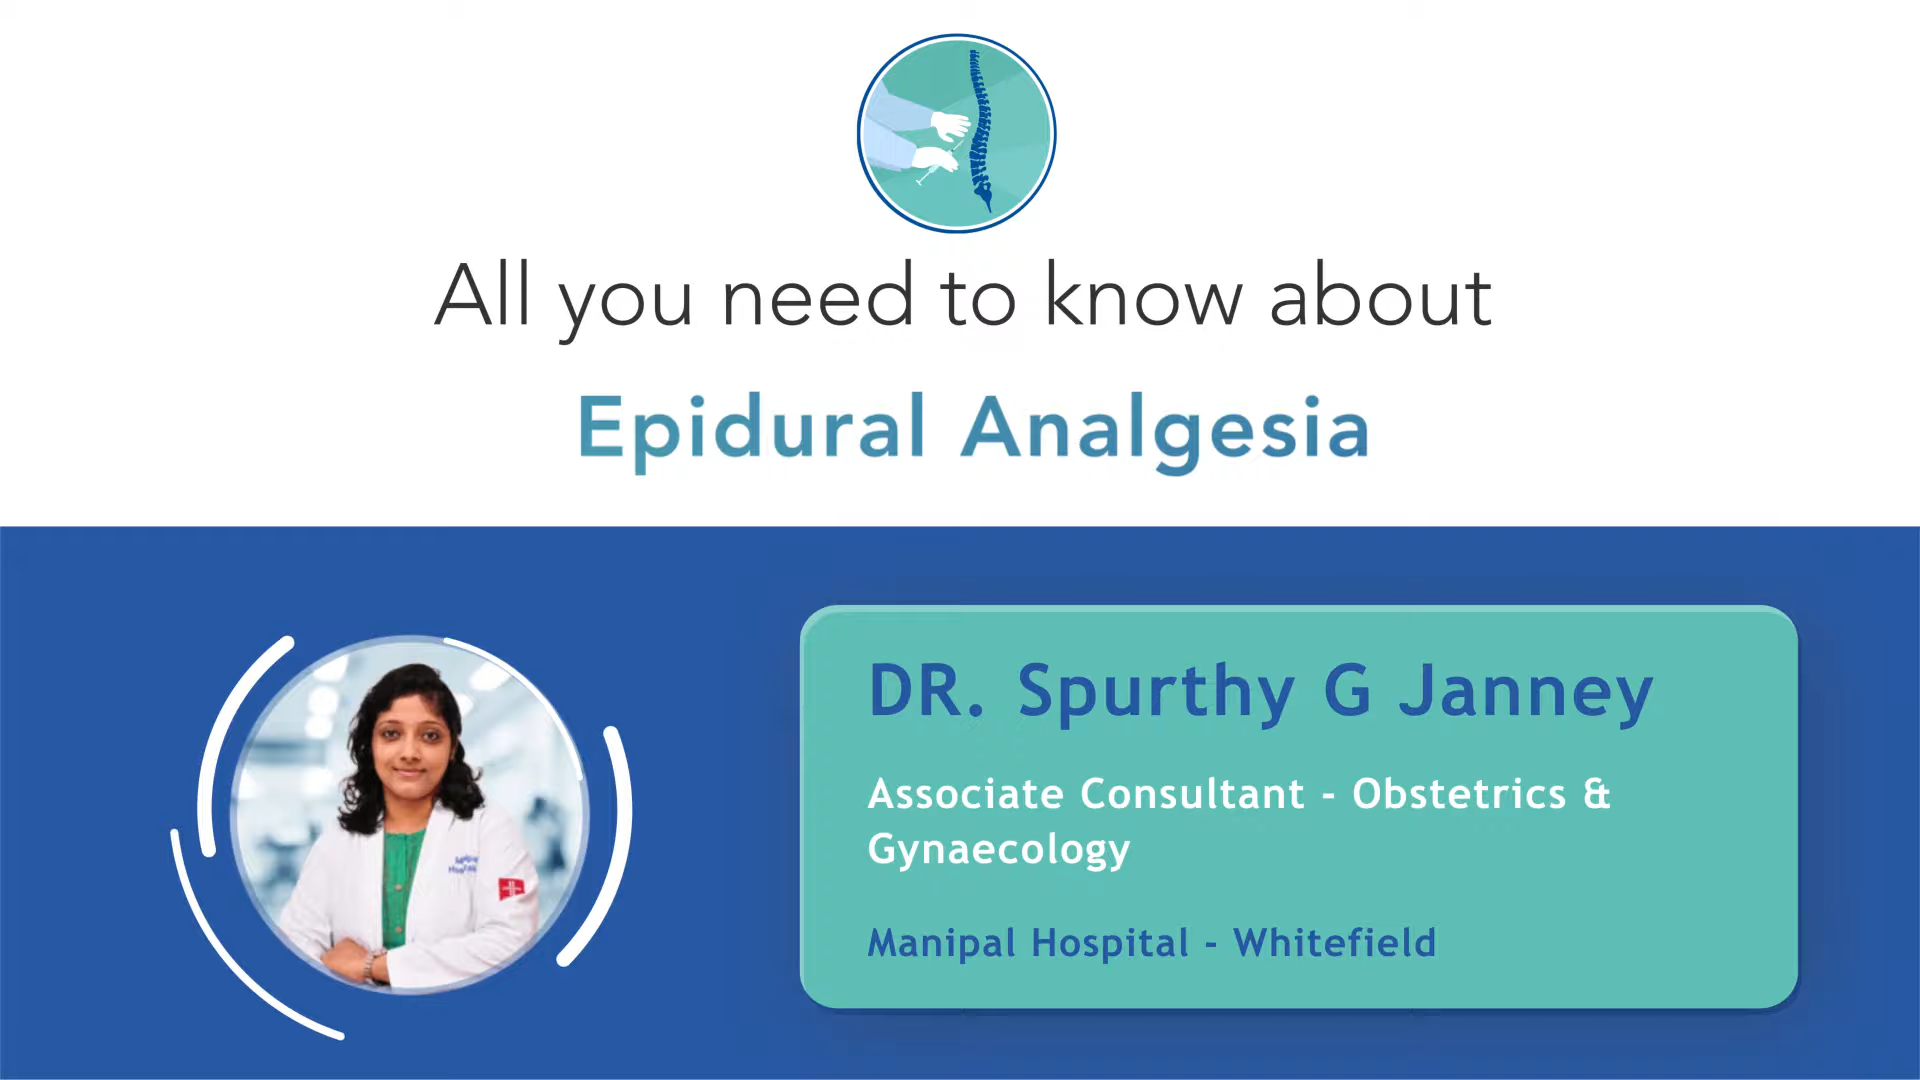 All you need to know about
Epidural Analgesia
DR. Spurthy G Janney
Associate Consultant - Obstetrics &
Gynaecology
Manipal Hospital - Whitefield